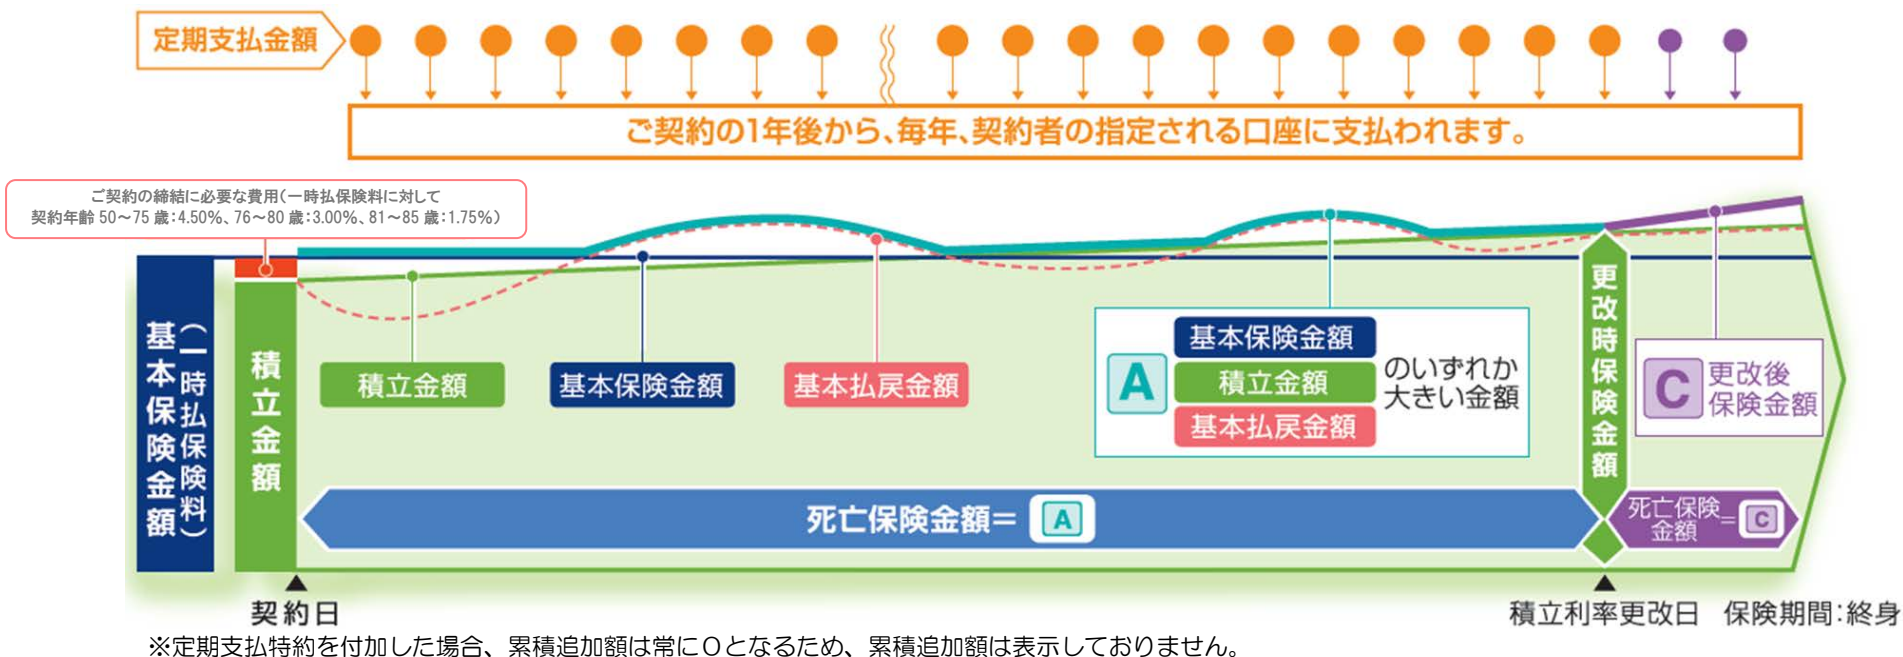 定期支払金額
ご契約の1年後から、毎年、契約者の指定される口座に支払われます。
ご契約の締結に必要な費用(一時払保険料に対して
契約年齢 50～75 歳:4.50%、76～80 歳:3.00%、81～85 歳:1.75%)
基本保険金額
(一時払保険料)
積立金額
積立金額
基本保険金額
基本払戻金額
A
基本保険金額
積立金額
基本払戻金額
のいずれか
大きい金額
更改時保険金額
C
更改後
保険金額
死亡保険金額＝ A
死亡保険
金額
＝ C
契約日
積立利率更改日
保険期間:終身
※定期支払特約を付加した場合、累積追加額は常に０となるため、累積追加額は表示しておりません。